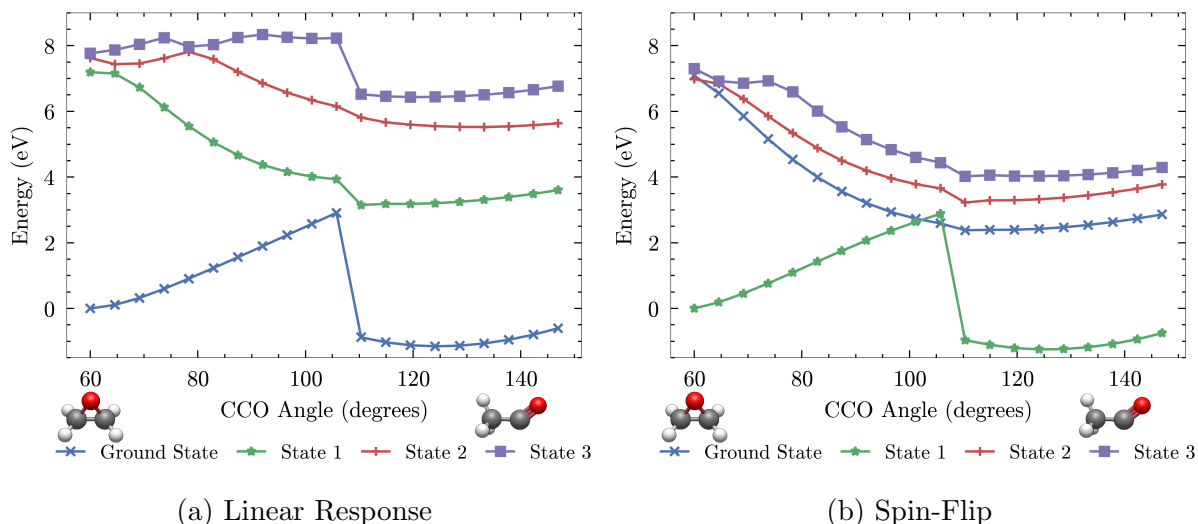 Energy (eV)
8
6
4
2
0
60
80
100
120
140
CCO Angle (degrees)
Ground State
State 1
State 2
State 3
(a) Linear Response
Energy (eV)
8
6
4
2
0
60
80
100
120
140
CCO Angle (degrees)
Ground State
State 1
State 2
State 3
(b) Spin-Flip